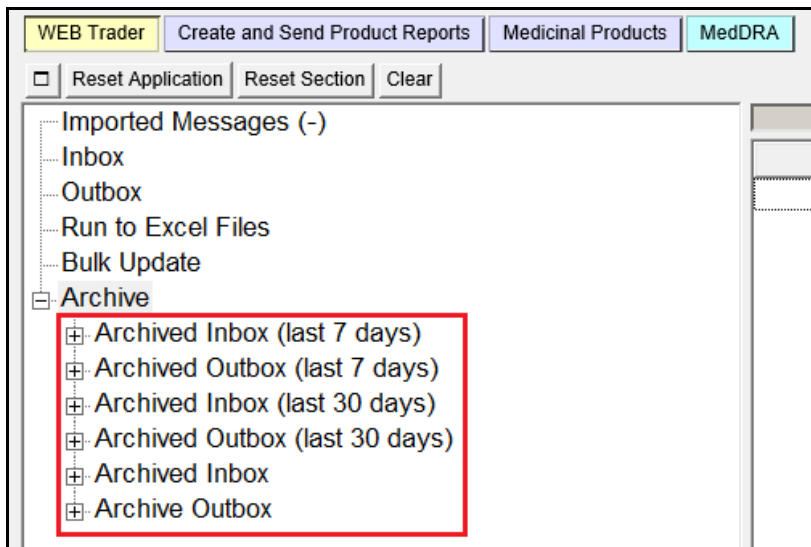 WEB Trader Create and Send Product Reports Medicinal Products MedDRA
Reset Application Reset Section Clear
Imported Messages (-)
Inbox
Outbox
Run to Excel Files
Bulk Update
Archive
Archived Inbox (last 7 days)
Archived Outbox (last 7 days)
Archived Inbox (last 30 days)
Archived Outbox (last 30 days)
Archived Inbox
Archive Outbox